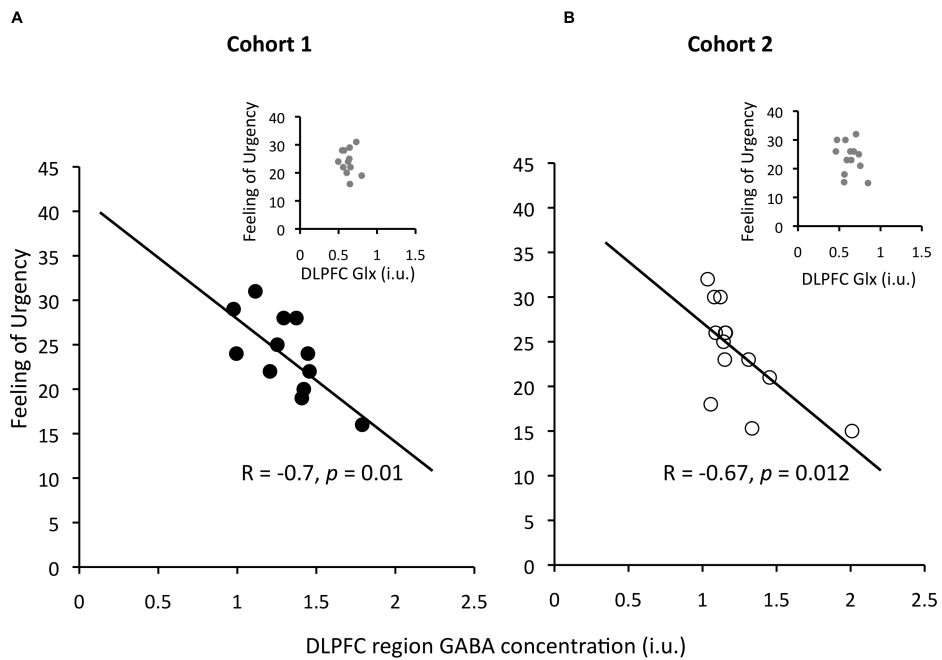 A
B
Cohort 1
Cohort 2
Feeling of Urgency
45
40
35
30
25
20
15
10
5
0
0 0.5 1 1.5 2 2.5
R = -0.7, p = 0.01
Feeling of Urgency
40
30
20
10
0
0 0.5 1 1.5
DLPFC Glx (i.u.)
45
40
35
30
25
20
15
10
5
0
0 0.5 1 1.5 2 2.5
R = -0.67, p = 0.012
Feeling of Urgency
40
30
20
10
0
0 0.5 1 1.5
DLPFC Glx (i.u.)
DLPFC region GABA concentration (i.u.)